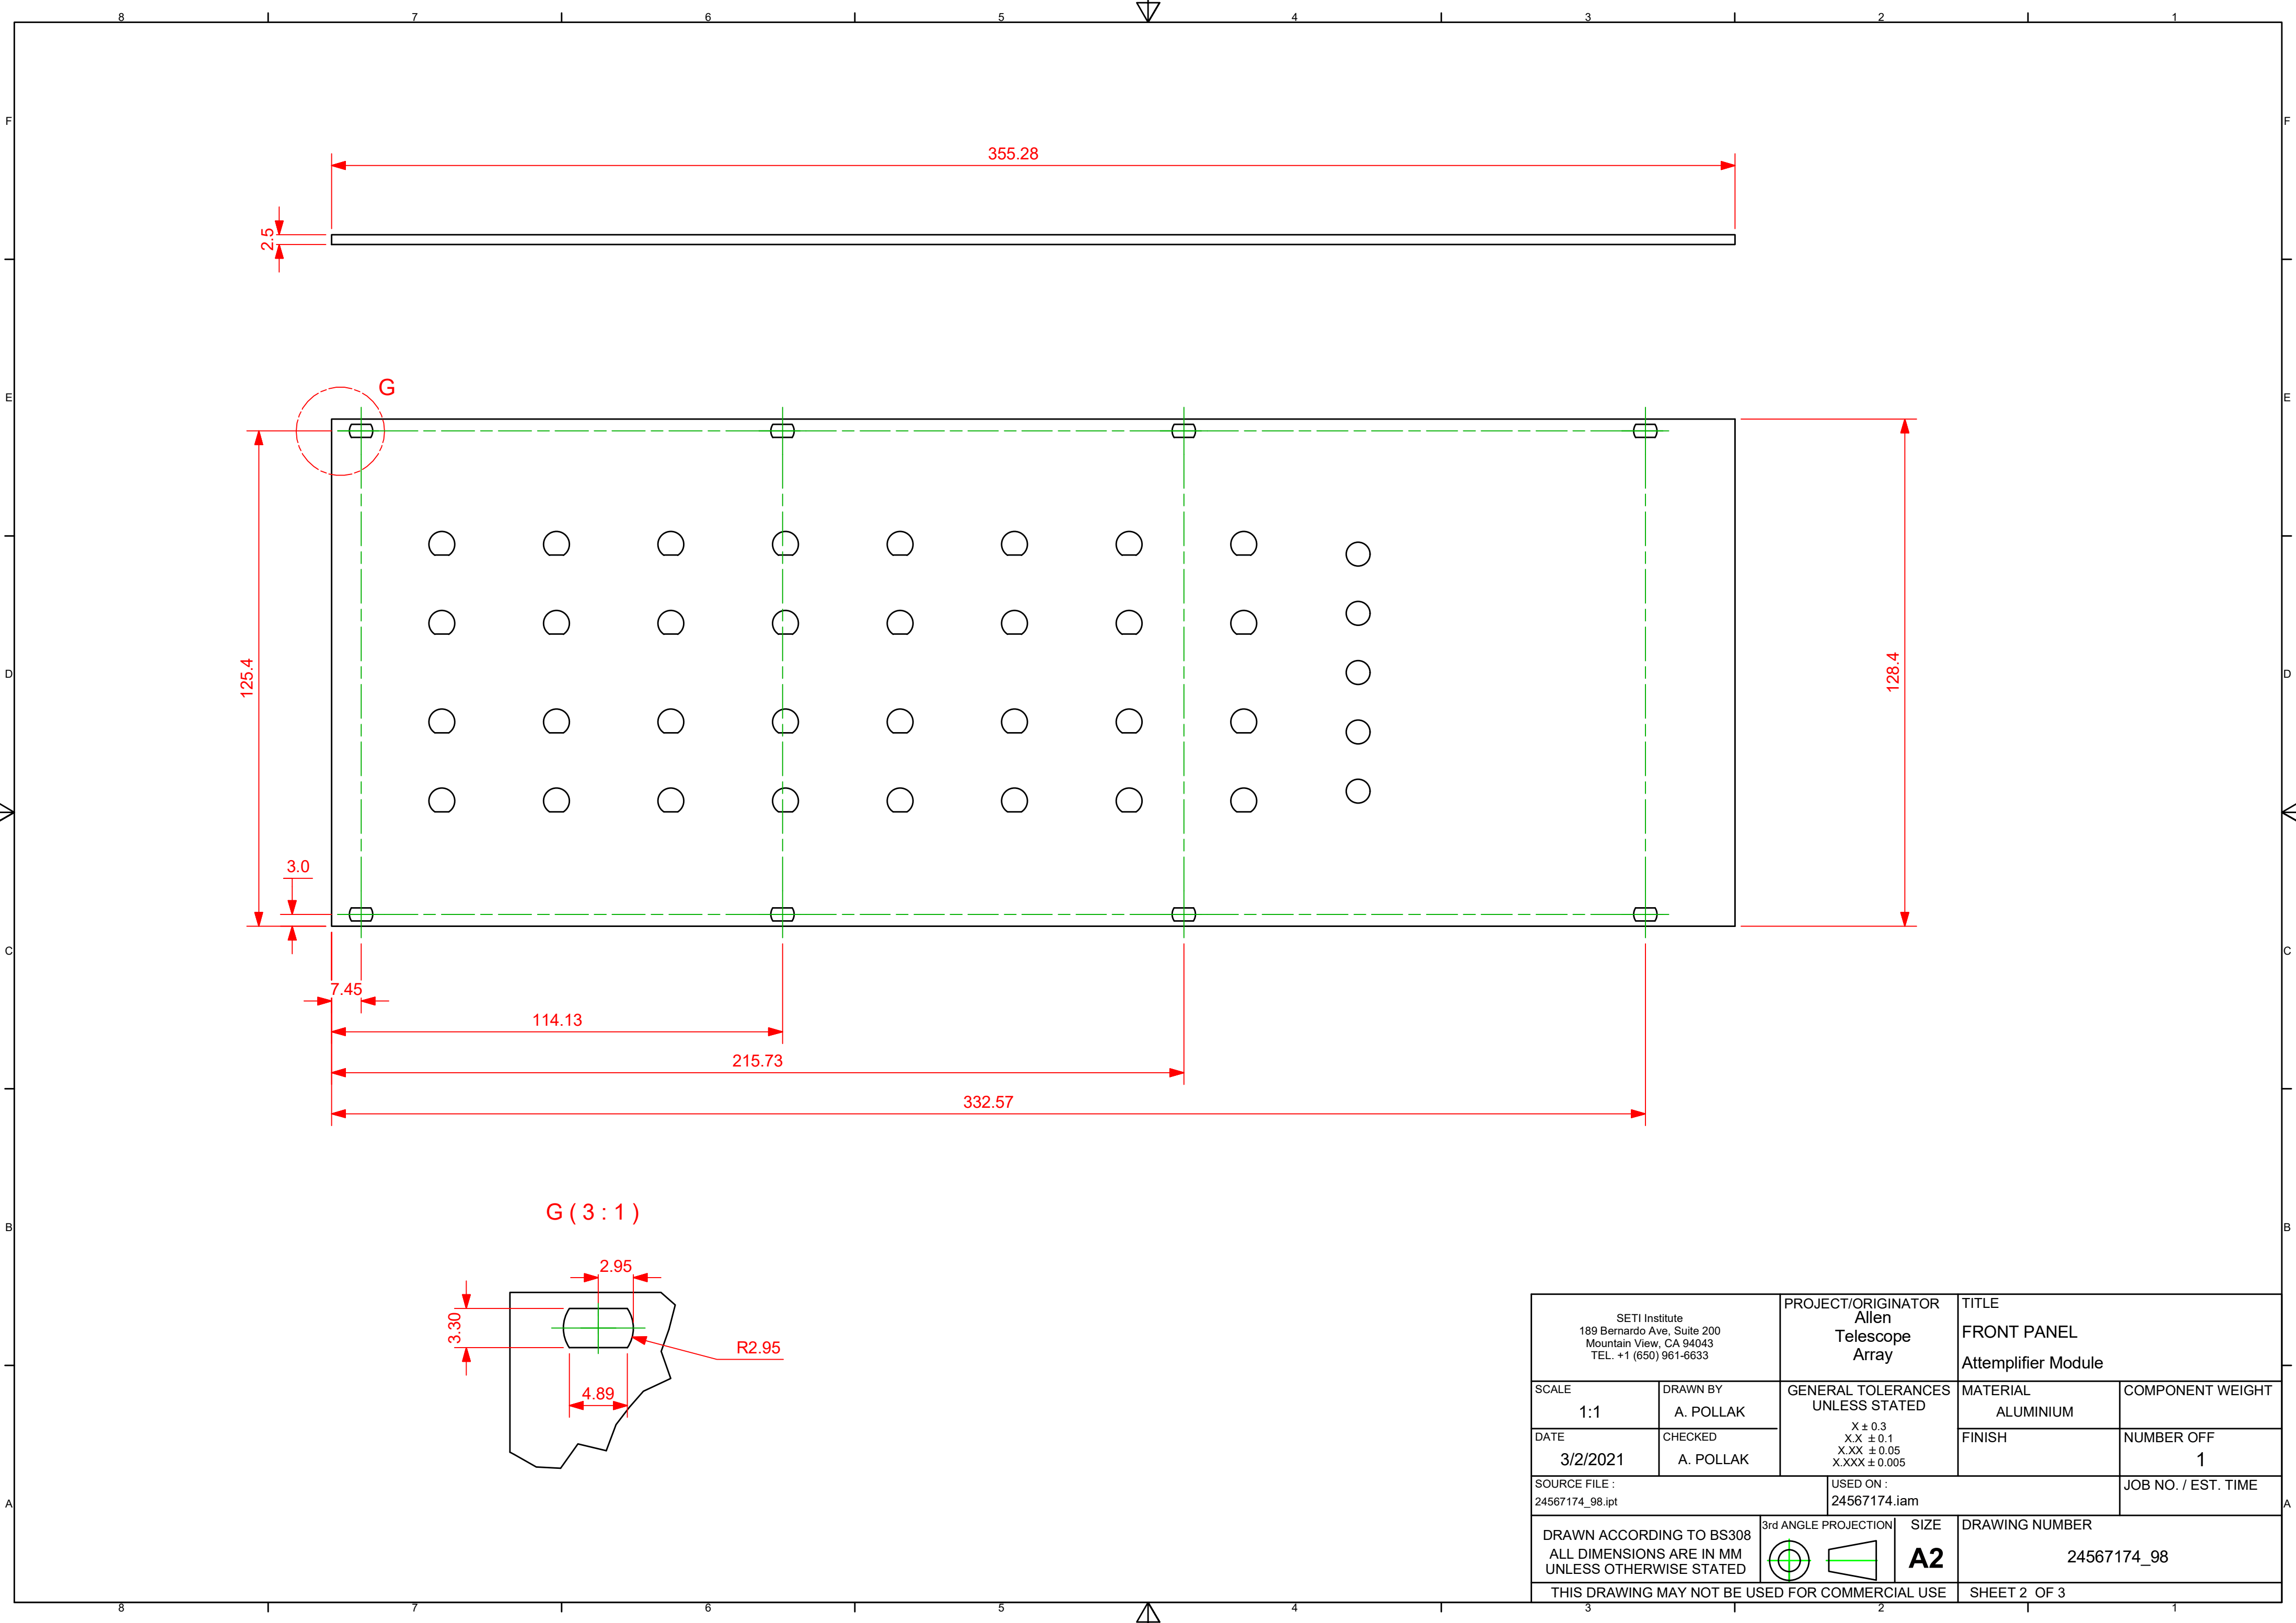 8 7 6 5 4 3 2 1
F F
355.28
2.5
G
E E
125.4
128.4
D D
3.0
C C
7.45
114.13
215.73
332.57
G ( 3 : 1 )
B B
2.95
3.30
R2.95
4.89
SETI Institute
189 Bernardo Ave, Suite 200
Mountain View, CA 94043
TEL. +1 (650) 961-6633
PROJECT/ORIGINATOR
Allen
Telescope
Array
TITLE
FRONT PANEL
Attemplifier Module
SCALE
1:1
DRAWN BY
A. POLLAK
GENERAL TOLERANCES
UNLESS STATED
X ± 0.3
X.X ± 0.1
X.XX ± 0.05
X.XXX ± 0.005
MATERIAL
ALUMINIUM
COMPONENT WEIGHT
DATE
3/2/2021
CHECKED
A. POLLAK
FINISH
NUMBER OFF
1
SOURCE FILE :
24567174_98.ipt
USED ON :
24567174.iam
JOB NO. / EST. TIME
A A
DRAWN ACCORDING TO BS308
ALL DIMENSIONS ARE IN MM
UNLESS OTHERWISE STATED
3rd ANGLE PROJECTION
SIZE
A2
DRAWING NUMBER
24567174_98
THIS DRAWING MAY NOT BE USED FOR COMMERCIAL USE
SHEET 2 OF 3
8 7 6 5 4 3 2 1